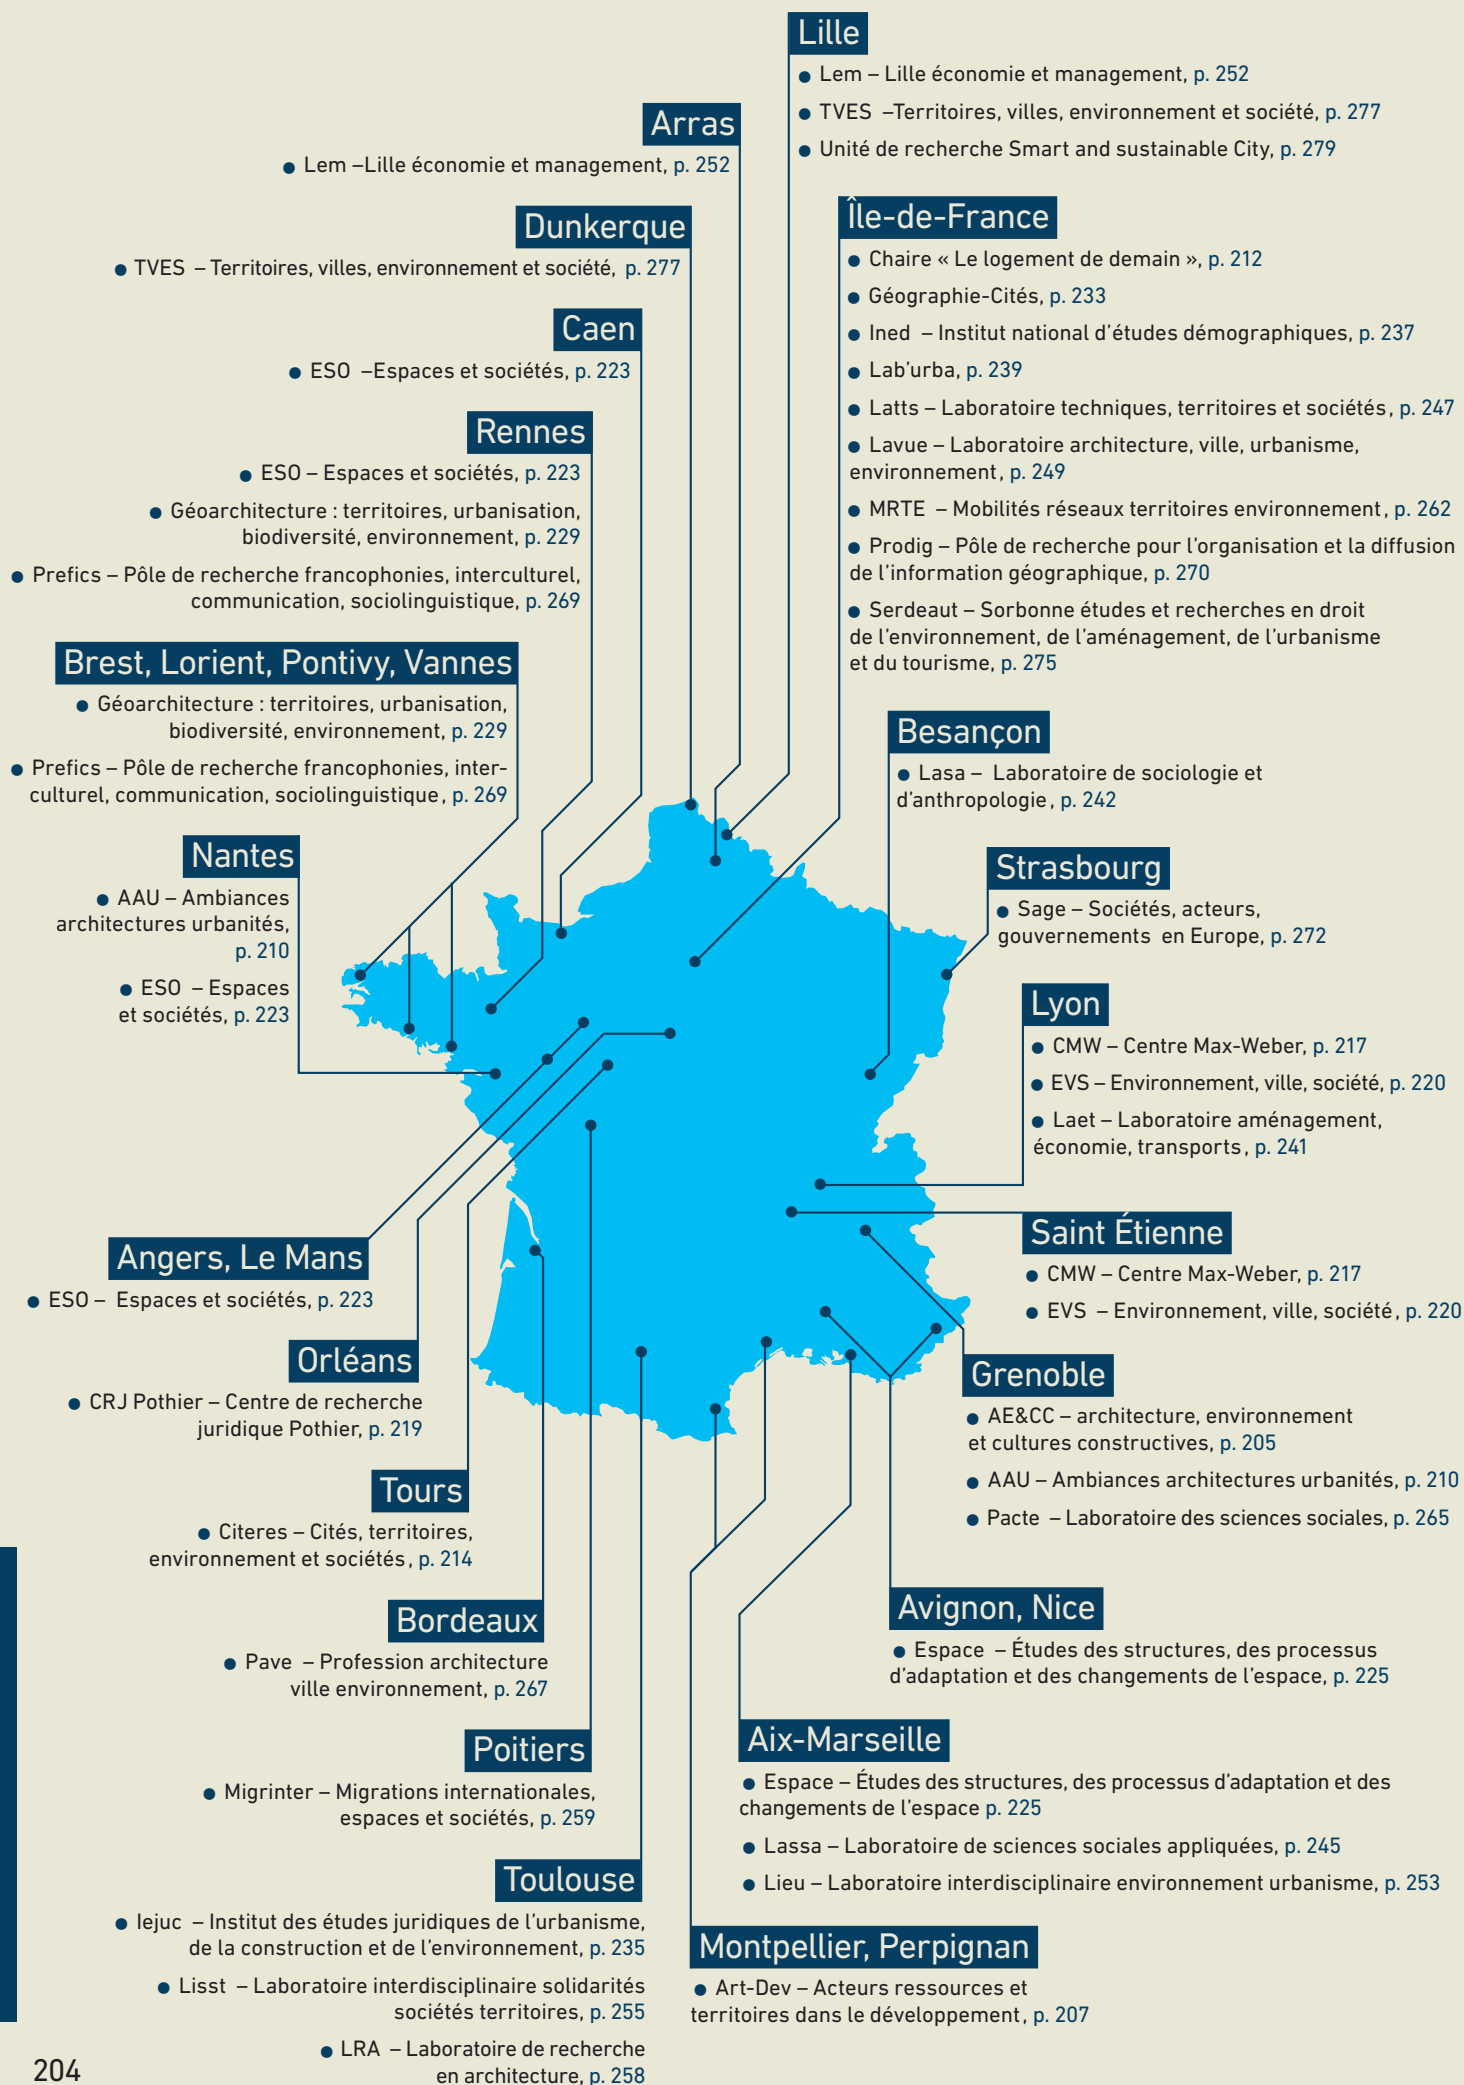 Lille
● Lem – Lille économie et management, p. 252
● TVES –Territoires, villes, environnement et société, p. 277
● Unité de recherche Smart and sustainable City, p. 279
Arras
● Lem –Lille économie et management, p. 252
Dunkerque
● TVES – Territoires, villes, environnement et société, p. 277
Caen
● ESO –Espaces et sociétés, p. 223
Rennes
● ESO – Espaces et sociétés, p. 223
● Géoarchitecture : territoires, urbanisation,
biodiversité, environnement, p. 229
● Prefics – Pôle de recherche francophonies, interculturel,
communication, sociolinguistique, p. 269
Brest, Lorient, Pontivy, Vannes
● Géoarchitecture : territoires, urbanisation,
biodiversité, environnement, p. 229
● Prefics – Pôle de recherche francophonies, inter-
culturel, communication, sociolinguistique, p. 269
Nantes
● AAU – Ambiances
architectures urbanités,
p. 210
● ESO – Espaces
et sociétés, p. 223
Angers, Le Mans
● ESO – Espaces et sociétés, p. 223
Orléans
● CRJ Pothier – Centre de recherche
juridique Pothier, p. 219
Tours
● Citeres – Cités, territoires,
environnement et sociétés, p. 214
Bordeaux
● Pave – Profession architecture
ville environnement, p. 267
Poitiers
● Migrinter – Migrations internationales,
espaces et sociétés, p. 259
Toulouse
● Iejuc – Institut des études juridiques de l'urbanisme,
de la construction et de l'environnement, p. 235
● Lisst – Laboratoire interdisciplinaire solidarités
sociétés territoires, p. 255
● LRA – Laboratoire de recherche
en architecture, p. 258
Île-de-France
● Chaire « Le logement de demain », p. 212
● Géographie-Cités, p. 233
● Ined – Institut national d'études démographiques, p. 237
● Lab'urba, p. 239
● Latts – Laboratoire techniques, territoires et sociétés, p. 247
● Lavue – Laboratoire architecture, ville, urbanisme,
environnement, p. 249
● MRTE – Mobilités réseaux territoires environnement, p. 262
● Prodig – Pôle de recherche pour l'organisation et la diffusion
de l'information géographique, p. 270
● Serdeaut – Sorbonne études et recherches en droit
de l'environnement, de l'aménagement, de l'urbanisme
et du tourisme, p. 275
Besançon
● Lasa – Laboratoire de sociologie et
d'anthropologie, p. 242
Strasbourg
● Sage – Sociétés, acteurs,
gouvernements en Europe, p. 272
Lyon
● CMW – Centre Max-Weber, p. 217
● EVS – Environnement, ville, société, p. 220
● Laet – Laboratoire aménagement,
économie, transports, p. 241
Saint Étienne
● CMW – Centre Max-Weber, p. 217
● EVS – Environnement, ville, société, p. 220
Grenoble
● AE&CC – architecture, environnement
et cultures constructives, p. 205
● AAU – Ambiances architectures urbanités, p. 210
● Pacte – Laboratoire des sciences sociales, p. 265
Avignon, Nice
● Espace – Études des structures, des processus
d'adaptation et des changements de l'espace, p. 225
Aix-Marseille
● Espace – Études des structures, des processus d'adaptation et des
changements de l'espace p. 225
● Lassa – Laboratoire de sciences sociales appliquées, p. 245
● Lieu – Laboratoire interdisciplinaire environnement urbanisme, p. 253
Montpellier, Perpignan
● Art-Dev – Acteurs ressources et
territoires dans le développement, p. 207
204